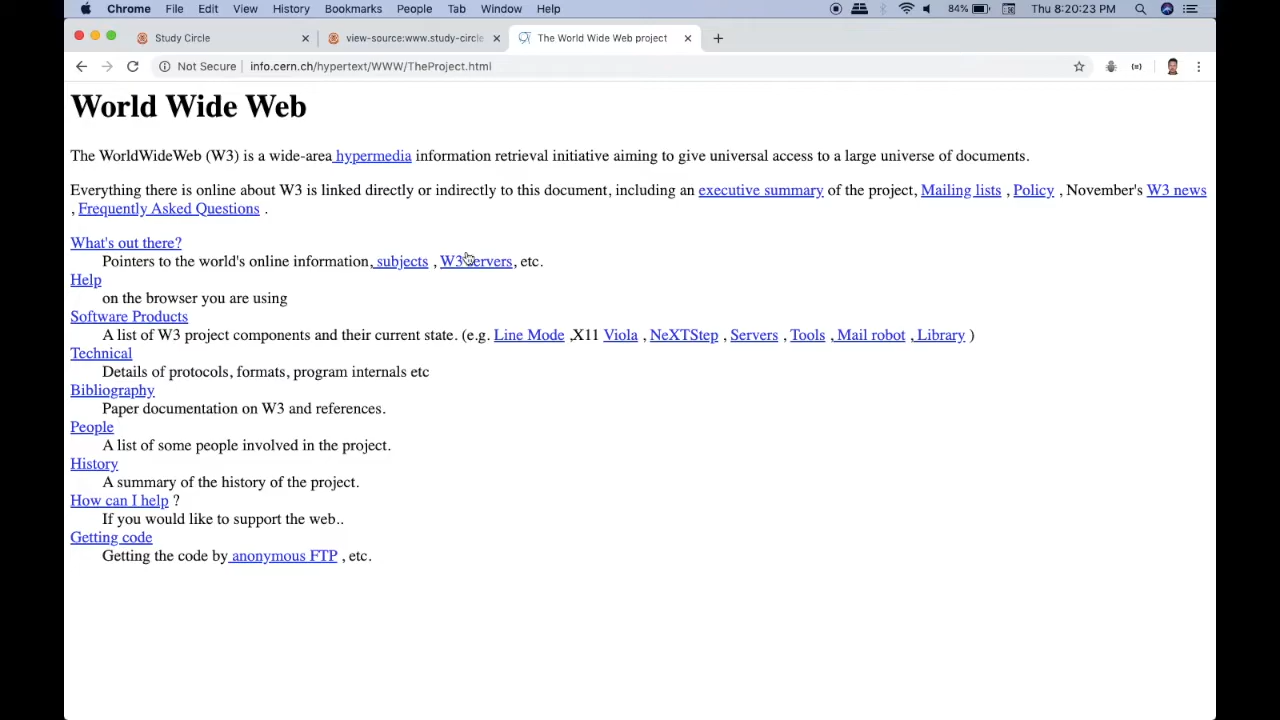 Chrome File Edit View History Bookmarks People Tab Window Help 84% Thu 8:20:23 PM
Study Circle view-source:www.study-circle The World Wide Web project
Not Secure info.cern.ch/hypertext/WWW/TheProject.html
World Wide Web
The WorldWideWeb (W3) is a wide-area hypermedia information retrieval initiative aiming to give universal access to a large universe of documents.
Everything there is online about W3 is linked directly or indirectly to this document, including an executive summary of the project, Mailing lists , Policy , November's W3 news
, Frequently Asked Questions .
What's out there?
Pointers to the world's online information, subjects , W3 servers, etc.
Help
on the browser you are using
Software Products
A list of W3 project components and their current state. (e.g. Line Mode ,X11 Viola , NeXTStep , Servers , Tools , Mail robot , Library )
Technical
Details of protocols, formats, program internals etc
Bibliography
Paper documentation on W3 and references.
People
A list of some people involved in the project.
History
A summary of the history of the project.
How can I help ?
If you would like to support the web..
Getting code
Getting the code by anonymous FTP , etc.